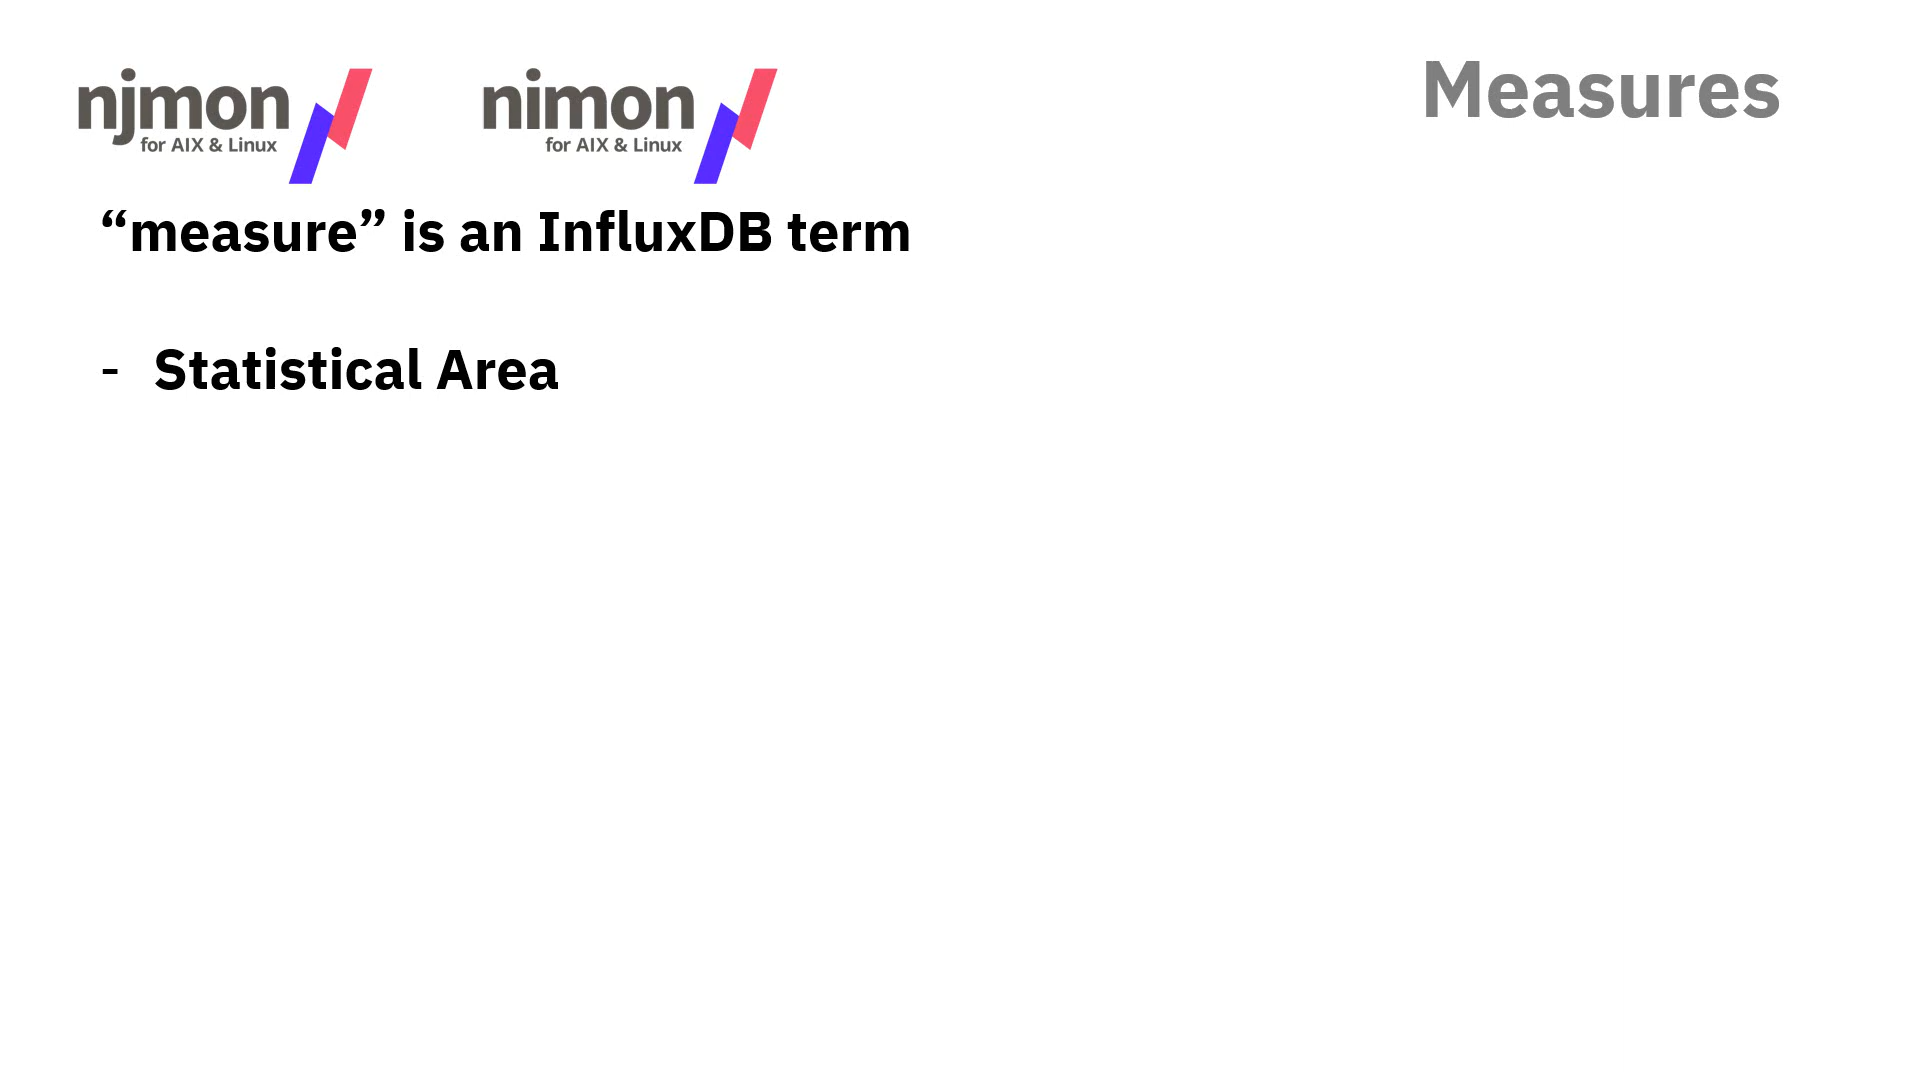 njmon
for AIX & Linux
nimon
for AIX & Linux
Measures
“measure” is an InfluxDB term
- Statistical Area